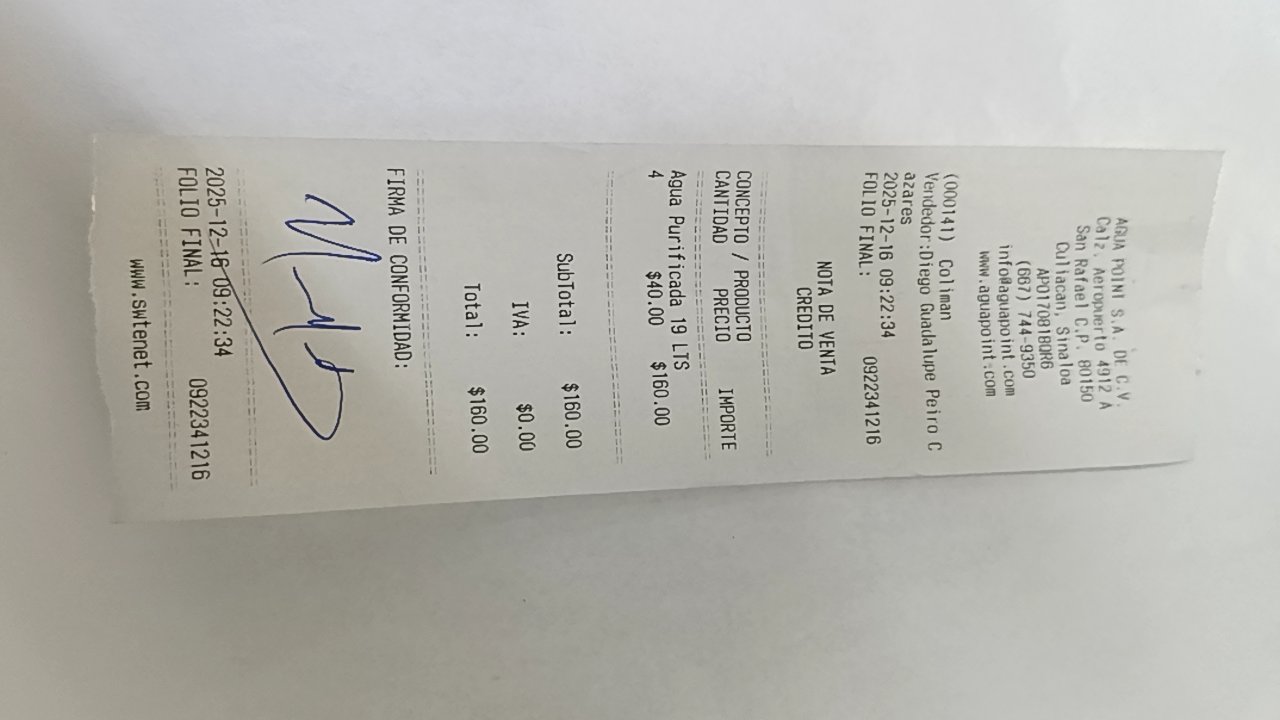 AGUA POINT S.A. DE C.V.
Calz. Aeropuerto 4912 A
San Rafael C.P. 80150
Culiacan, Sinaloa
APO1708180R6
(667) 744-9350
info@aguapoint.com
www.aguapoint.com
(000141) Coliman
Vendedor:Diego Guadalupe Peiro C
azares
2025-12-16 09:22:34
FOLIO FINAL: 0922341216
NOTA DE VENTA
CREDITO
CONCEPTO / PRODUCTO
CANTIDAD PRECIO IMPORTE
Agua Purificada 19 LTS
4 $40.00 $160.00
SubTotal: $160.00
IVA: $0.00
Total: $160.00
FIRMA DE CONFORMIDAD:
2025-12-16 09:22:34
FOLIO FINAL: 0922341216
www.swtenet.com